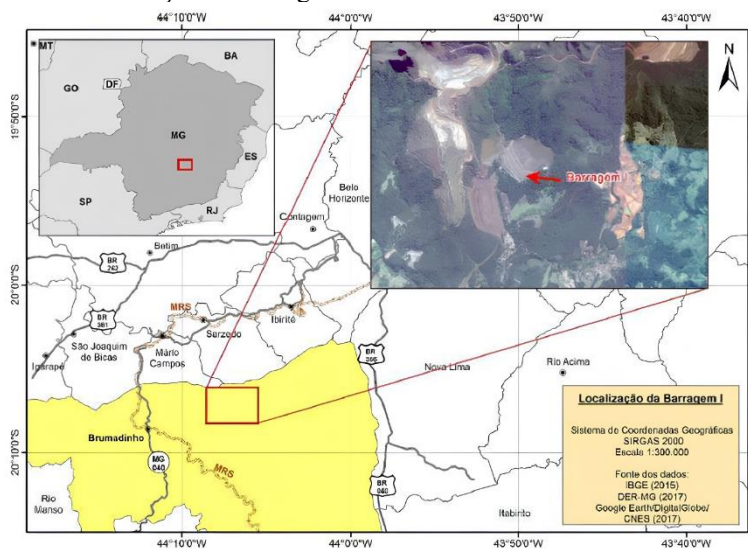 44°10'0"W
44°0'0"W
43°50'0"W
43°40'0"W
MT
BA
GO
DF
MG
ES
SP
RJ
N
Barragem
19°50'0"S
Belo
Horizonte
Contagem
Betim
BR
262
20°0'0"S
MRS
Ibirité
BR
381
Sarzedo
São Joaquim
de Bicas
Mário
Campos
Igarapé
BR
356
Nova Lima
Rio Acima
Brumadinho
20°10'0"S
MG
040
MRS
BR
040
Rio
Manso
Itabirito
Localização da Barragem I
Sistema de Coordenadas Geográficas
SIRGAS 2000
Escala 1:300.000
Fonte dos dados:
IBGE (2015)
DER-MG (2017)
Google Earth/DigitalGlobe/
CNES (2017)